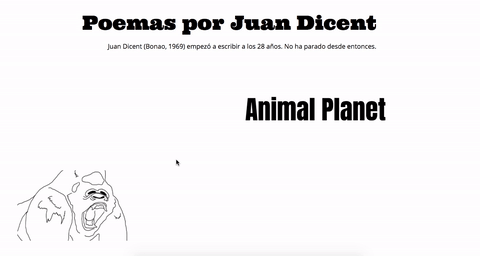 Poemas por Juan Dicent
Juan Dicent (Bonao, 1969) empezó a escribir a los 28 años. No ha parado desde entonces.
Animal Planet